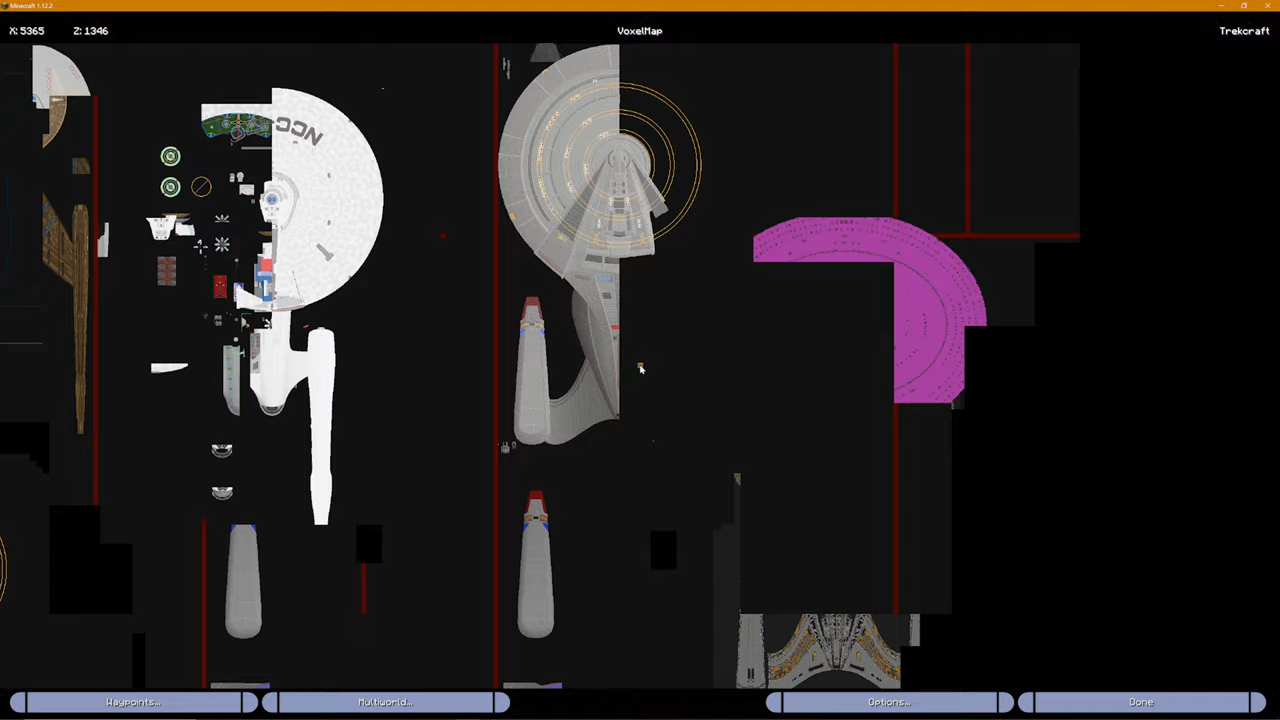 Minecraft 1.12.2
X: 5365 Z: 1346
VoxelMap
Trekcraft
NCC
Waypoints...
Multiworld...
Options...
Done